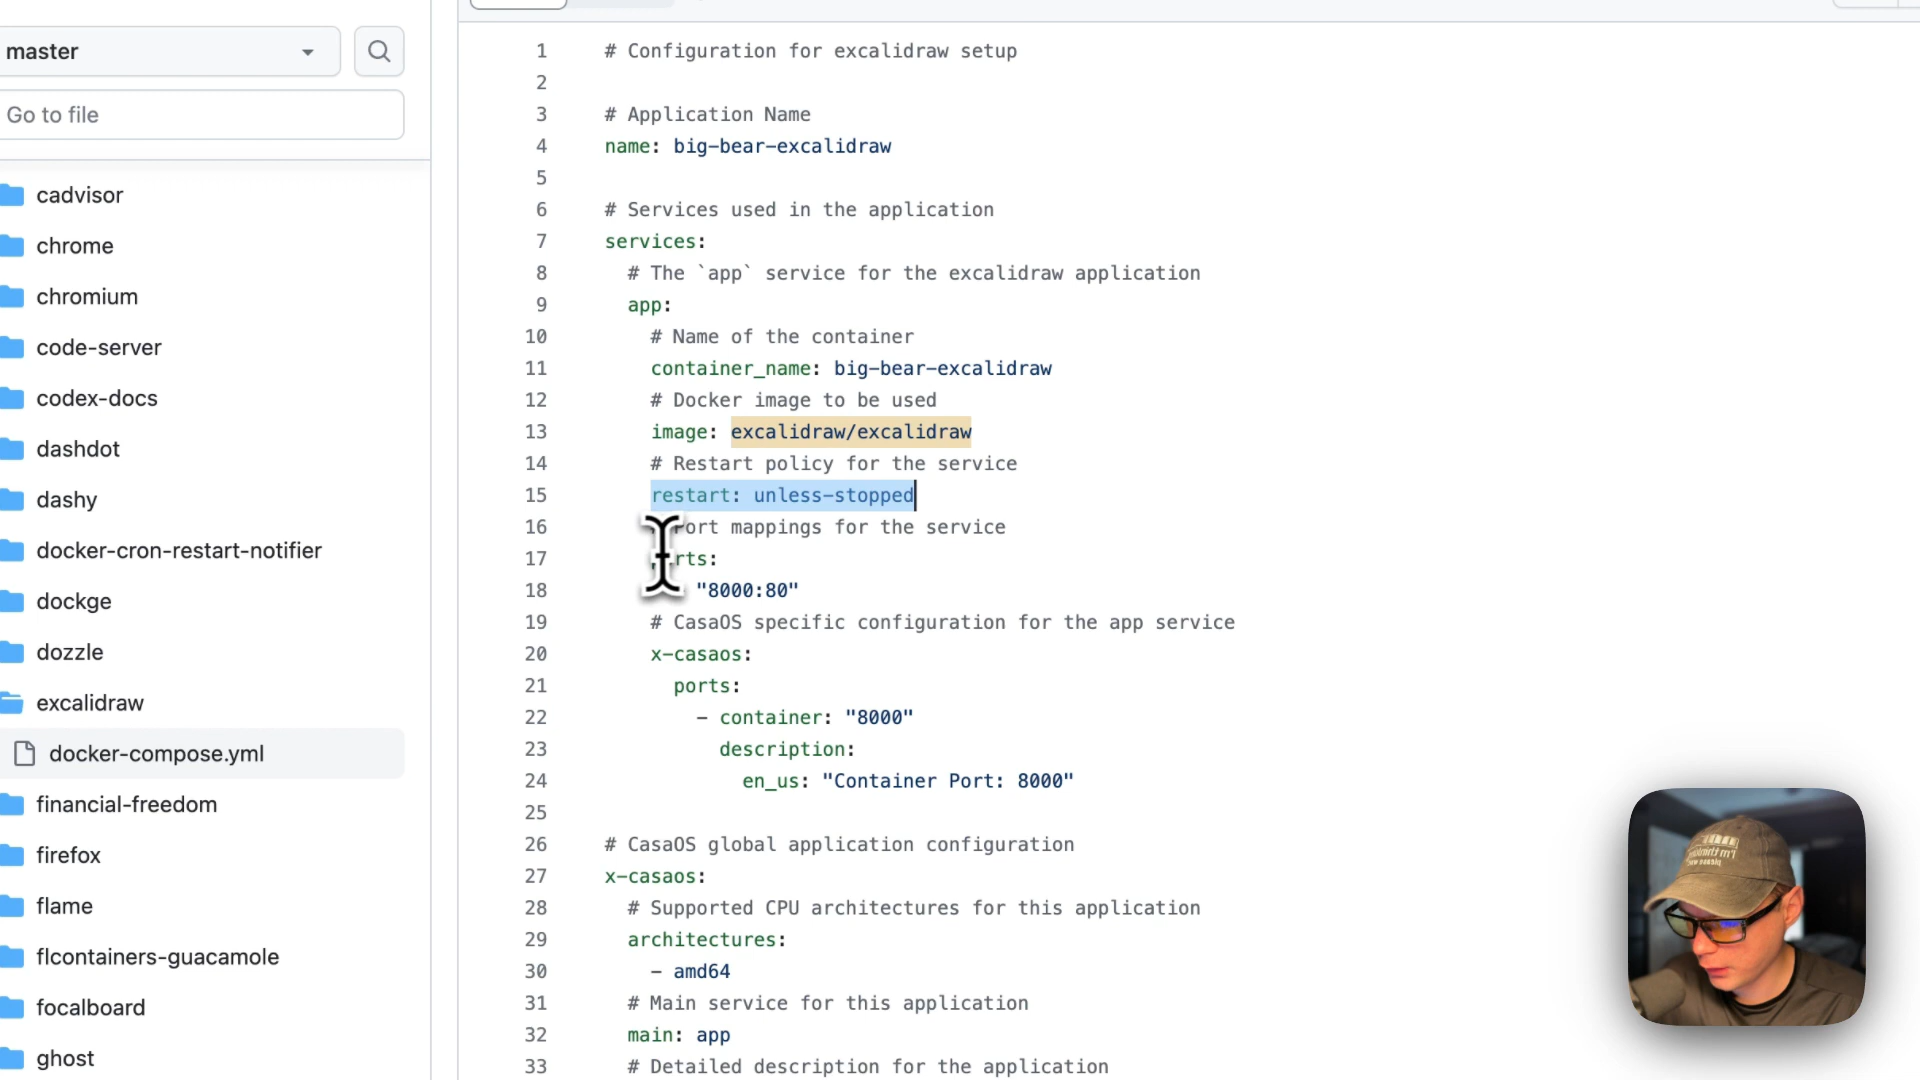 master
Go to file
cadvisor
chrome
chromium
code-server
codex-docs
dashdot
dashy
docker-cron-restart-notifier
dockge
dozzle
excalidraw
docker-compose.yml
financial-freedom
firefox
flame
flcontainers-guacamole
focalboard
ghost
1 # Configuration for excalidraw setup
2
3 # Application Name
4 name: big-bear-excalidraw
5
6 # Services used in the application
7 services:
8 # The `app` service for the excalidraw application
9 app:
10 # Name of the container
11 container_name: big-bear-excalidraw
12 # Docker image to be used
13 image: excalidraw/excalidraw
14 # Restart policy for the service
15 restart: unless-stopped
16 Port mappings for the service
17 rts:
18 "8000:80"
19 # CasaOS specific configuration for the app service
20 x-casaos:
21 ports:
22 - container: "8000"
23 description:
24 en_us: "Container Port: 8000"
25
26 # CasaOS global application configuration
27 x-casaos:
28 # Supported CPU architectures for this application
29 architectures:
30 - amd64
31 # Main service for this application
32 main: app
33 # Detailed description for the application